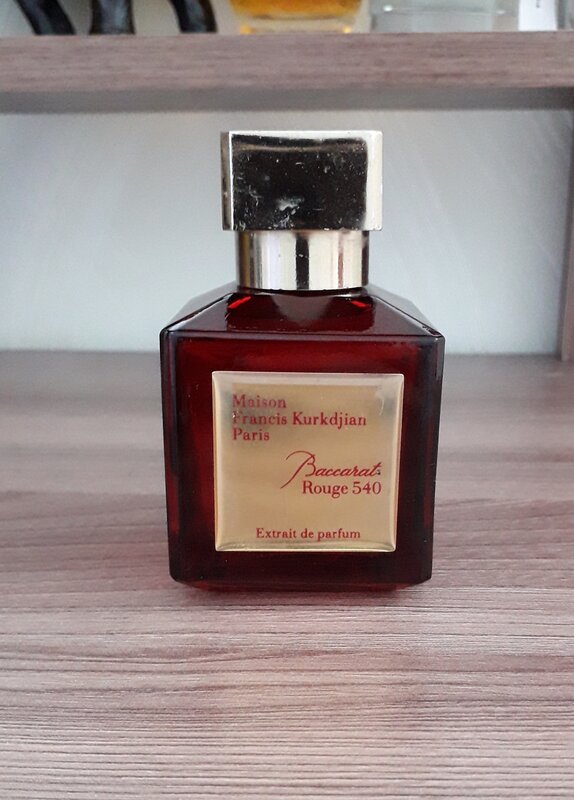 Maison
Francis Kurkdjian
Paris
Baccarat
Rouge 540
Extrait de parfum